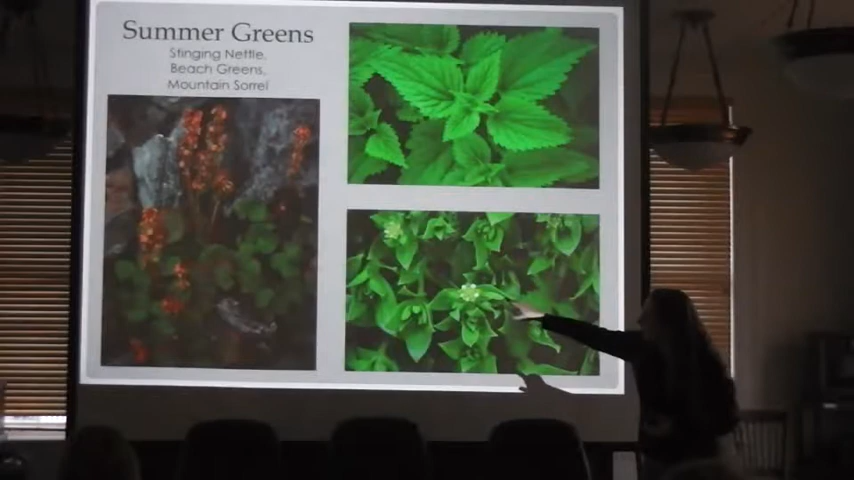 Summer Greens
Stinging Nettle,
Beach Greens,
Mountain Sorrel